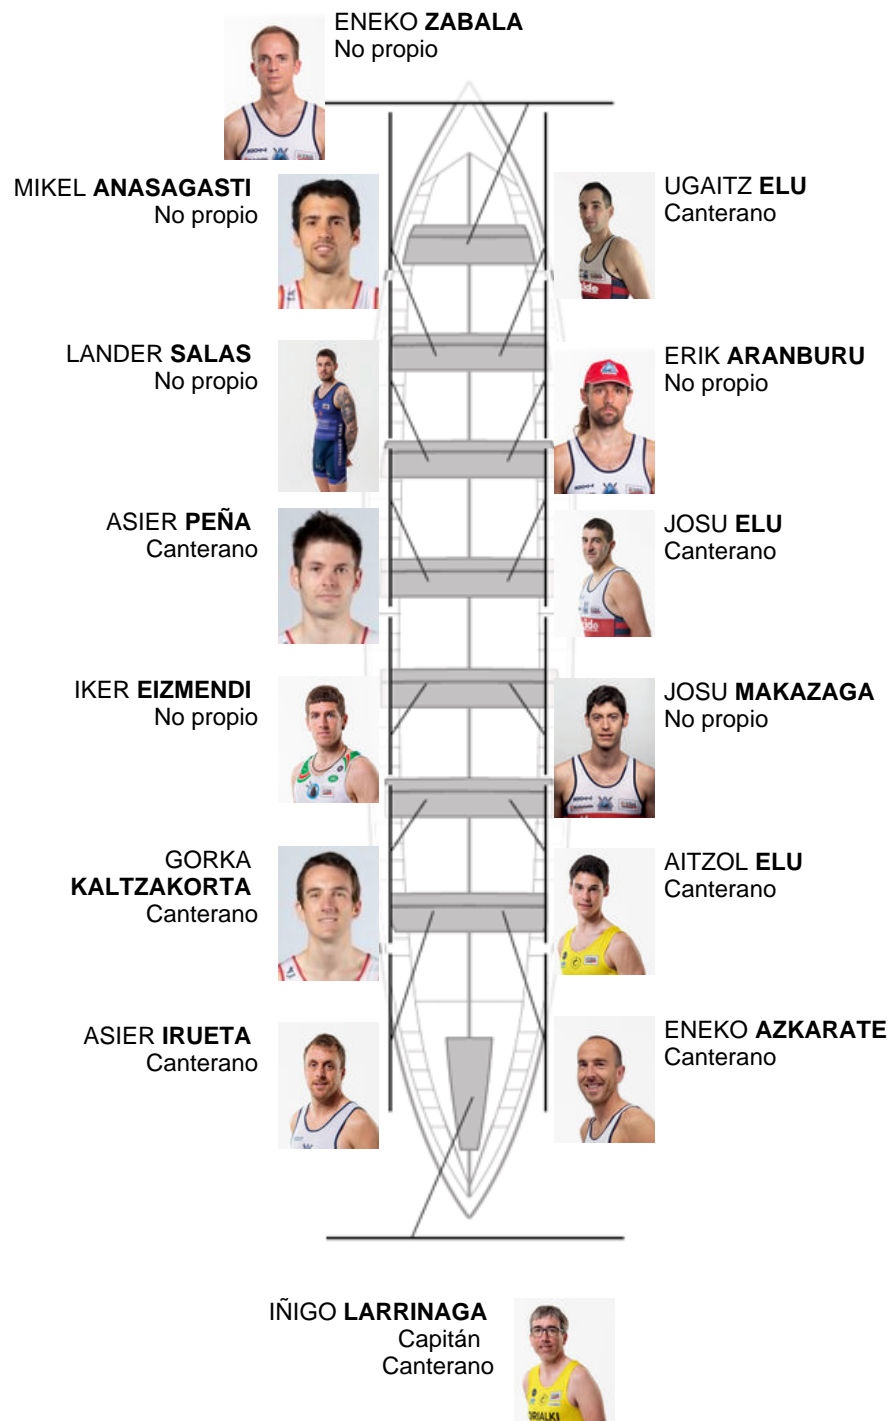 ENEKO ZABALA
No propio
MIKEL ANASAGASTI
No propio
UGAITZ ELU
Canterano
LANDER SALAS
No propio
ERIK ARANBURU
No propio
ASIER PEÑA
Canterano
JOSU ELU
Canterano
IKER EIZMENDI
No propio
JOSU MAKAZAGA
No propio
GORKA
KALTZAKORTA
Canterano
AITZOL ELU
Canterano
ASIER IRUETA
Canterano
ENEKO AZKARATE
Canterano
IÑIGO LARRINAGA
Capitán
Canterano